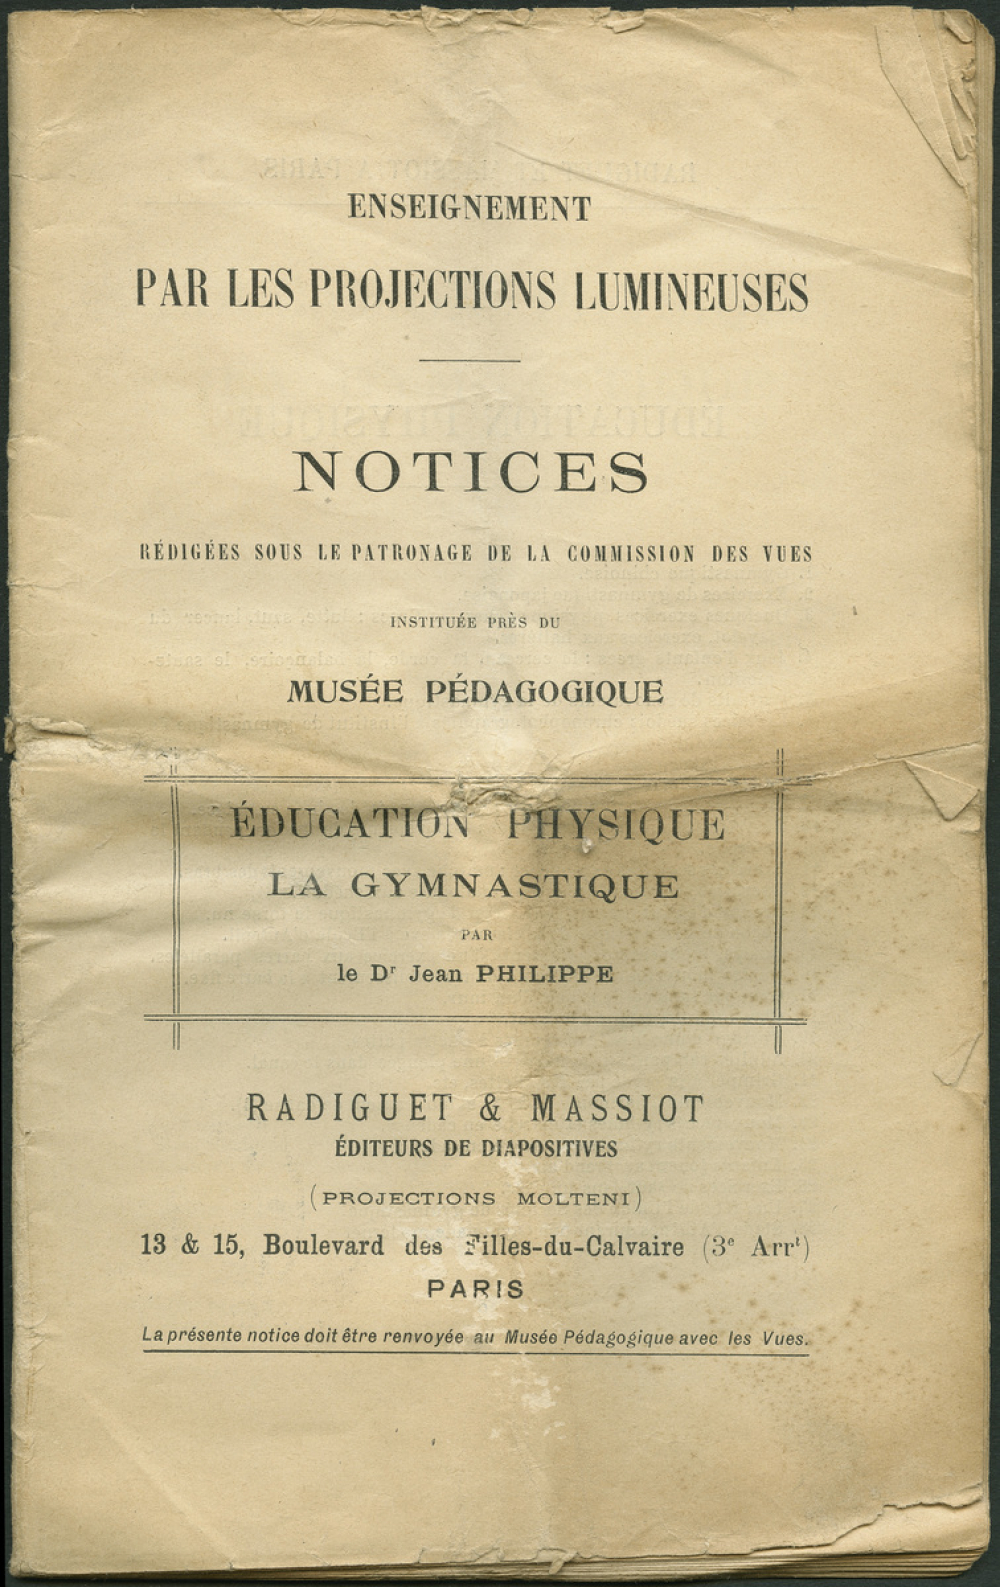 ENSEIGNEMENT
PAR LES PROJECTIONS LUMINEUSES
NOTICES
RÉDIGÉES SOUS LE PATRONAGE DE LA COMMISSION DES VUES
INSTITUÉE PRÈS DU
MUSÉE PÉDAGOGIQUE
ÉDUCATION PHYSIQUE
LA GYMNASTIQUE
PAR
le Dr Jean PHILIPPE
RADIGUET & MASSIOT
ÉDITEURS DE DIAPOSITIVES
(PROJECTIONS MOLTENI)
13 & 15, Boulevard des Filles-du-Calvaire (3e Arrt)
PARIS
La présente notice doit être renvoyée au Musée Pédagogique avec les Vues.